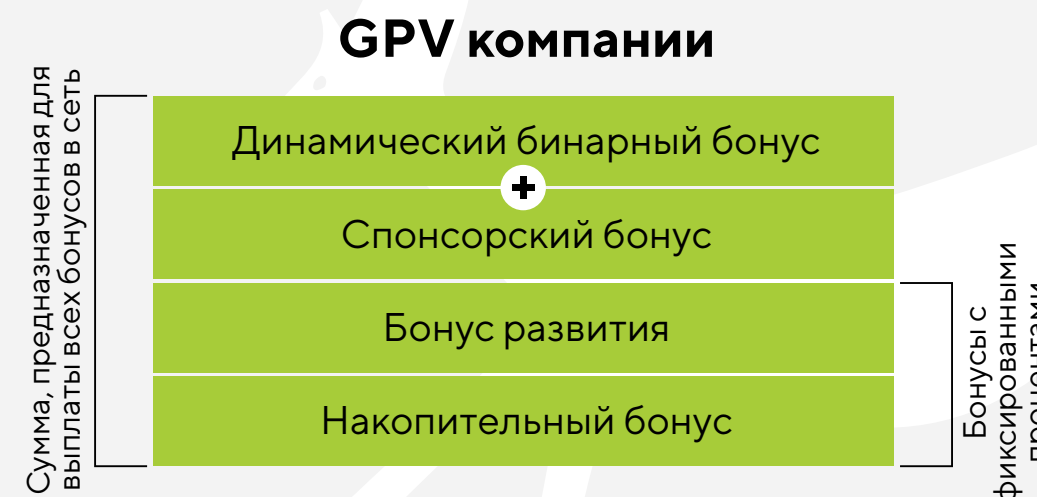 GPV компании
Сумма, предназначенная для
выплаты всех бонусов в сеть
Динамический бинарный бонус
+
Спонсорский бонус
Бонус развития
Накопительный бонус
Бонусы с
фиксированными
процентами